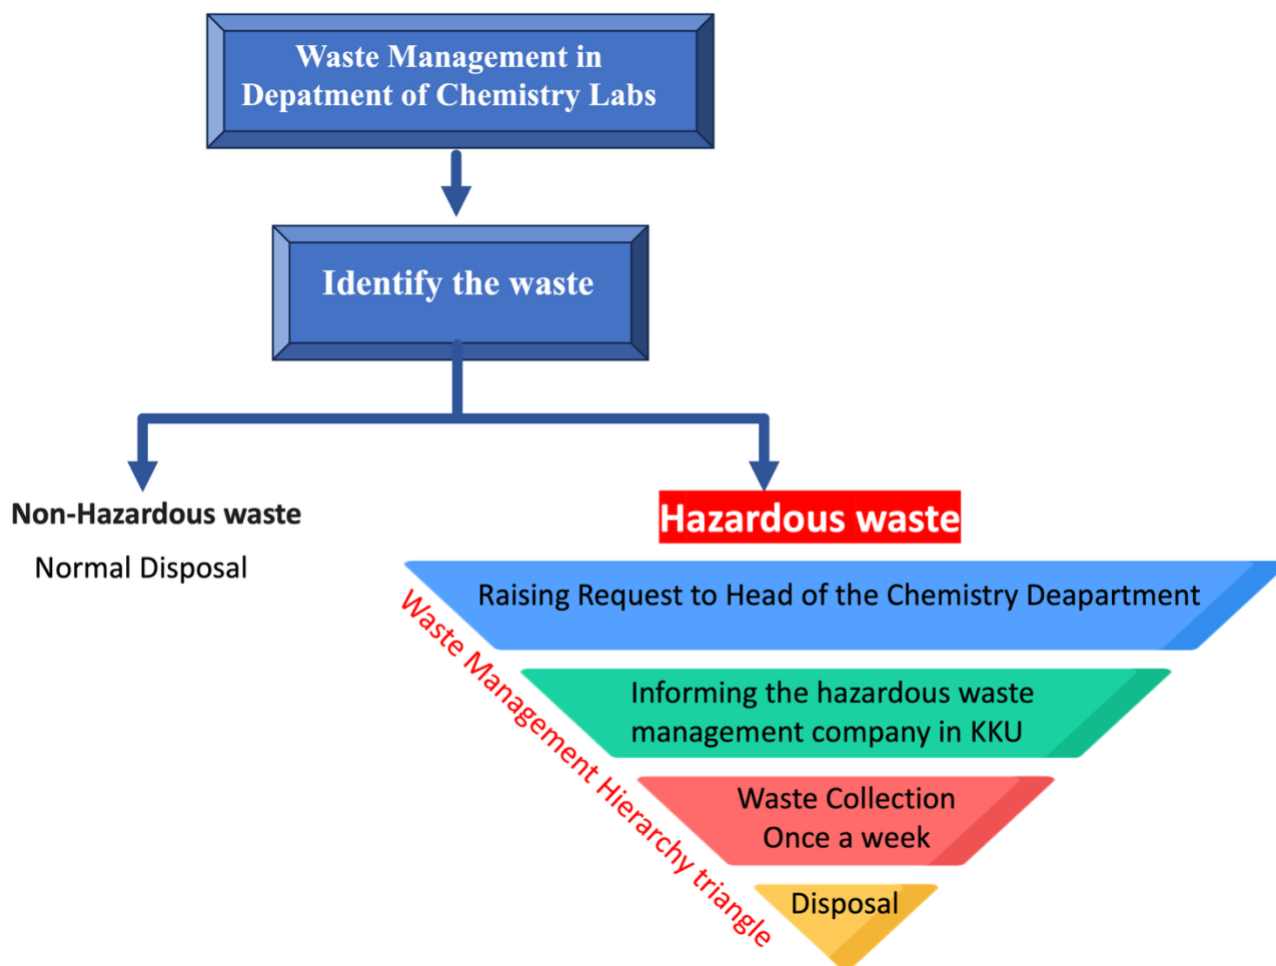 Waste Management in
Depatment of Chemistry Labs
Identify the waste
Non-Hazardous waste
Normal Disposal
Hazardous waste
Raising Request to Head of the Chemistry Deapartment
Informing the hazardous waste
management company in KKU
Waste Collection
Once a week
Disposal
Waste Management Hierarchy triangle